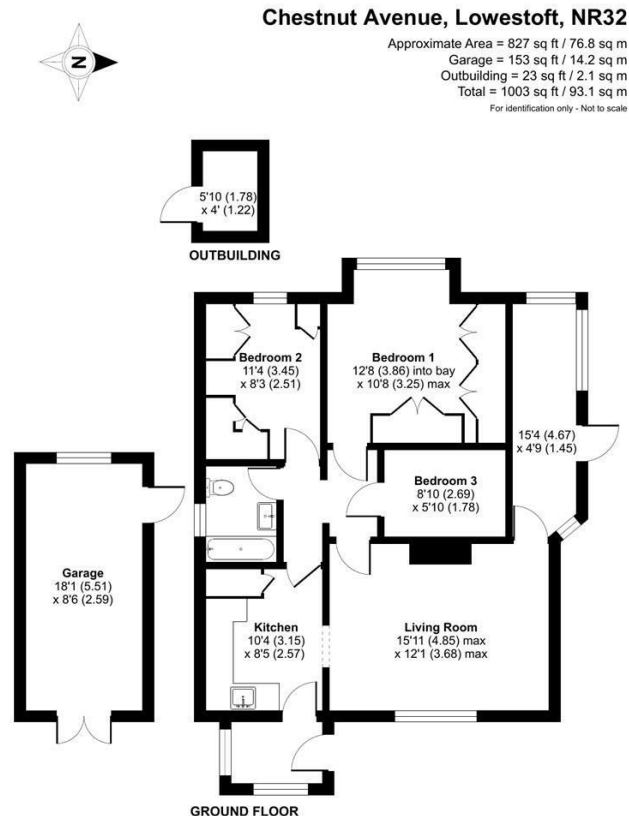 Chestnut Avenue, Lowestoft, NR32
Approximate Area = 827 sq ft / 76.8 sq m
Garage = 153 sq ft / 14.2 sq m
Outbuilding = 23 sq ft / 2.1 sq m
Total = 1003 sq ft / 93.1 sq m
For identification only - Not to scale
N
5'10 (1.78)
x 4' (1.22)
OUTBUILDING
Bedroom 2
11'4 (3.45)
x 8'3 (2.51)
Bedroom 1
12'8 (3.86) into bay
x 10'8 (3.25) max
15'4 (4.67)
x 4'9 (1.45)
Bedroom 3
8'10 (2.69)
x 5'10 (1.78)
Garage
18'1 (5.51)
x 8'6 (2.59)
Kitchen
10'4 (3.15)
x 8'5 (2.57)
Living Room
15'11 (4.85) max
x 12'1 (3.68) max
GROUND FLOOR